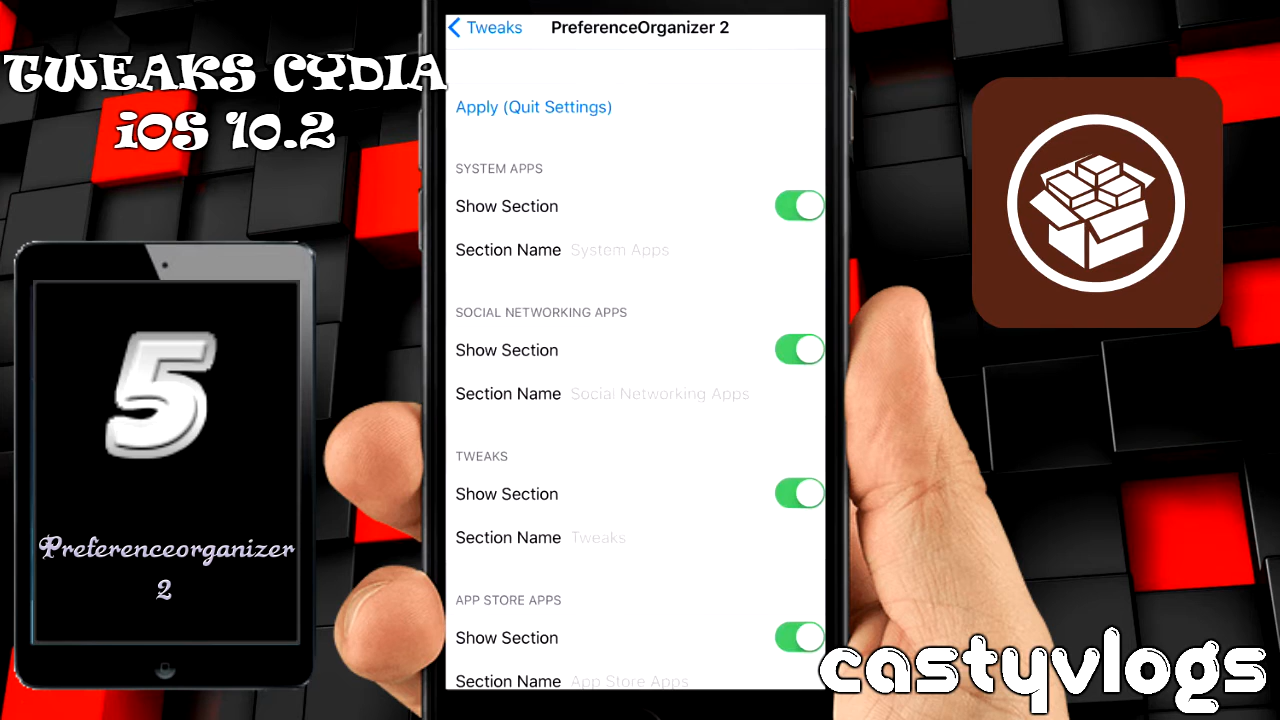 TWEAKS CYDIA
iOS 10.2
5
Preferenceorganizer
2
Tweaks PreferenceOrganizer 2
Apply (Quit Settings)
SYSTEM APPS
Show Section
Section Name System Apps
SOCIAL NETWORKING APPS
Show Section
Section Name Social Networking Apps
TWEAKS
Show Section
Section Name Tweaks
APP STORE APPS
Show Section
Section Name App Store Apps
castyvlogs